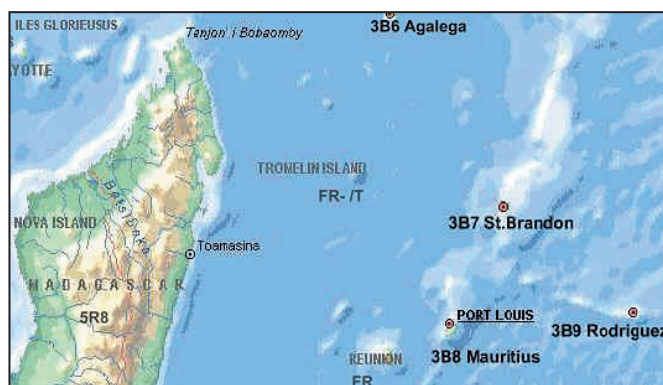 ILES GLORIEUSUS
Tanjon' i Bobaomby
3B6 Agalega
YOTTE
TROMELIN ISLAND
FR- /T
NOVA ISLAND
Betsiboka
3B7 St.Brandon
Toamasina
MADAGASCAR
5R8
PORT LOUIS
3B9 Rodriguez
REUNION
3B8 Mauritius
FR